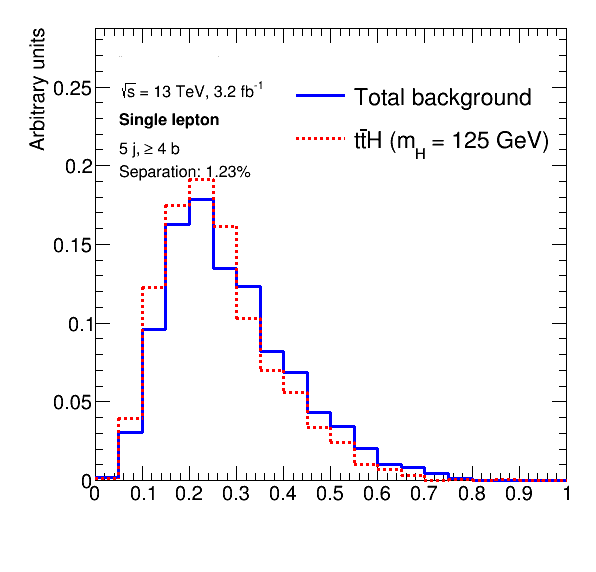 Arbitrary units
√s = 13 TeV, 3.2 fb⁻¹
Single lepton
5 j, ≥ 4 b
Separation: 1.23%
Total background
tt̄H (m_H = 125 GeV)
0.25
0.2
0.15
0.1
0.05
0
0 0.1 0.2 0.3 0.4 0.5 0.6 0.7 0.8 0.9 1